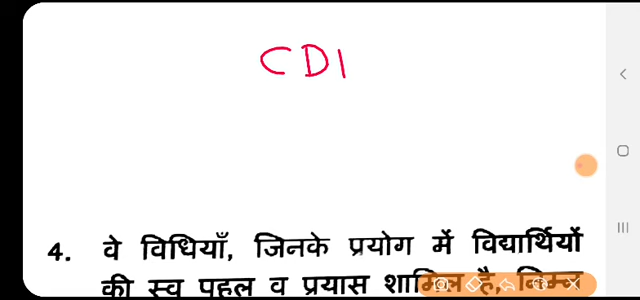 CDI
4. वे विधियाँ, जिनके प्रयोग में विद्यार्थियों
की स्व पहल व प्रयास शामिल है, निम्न